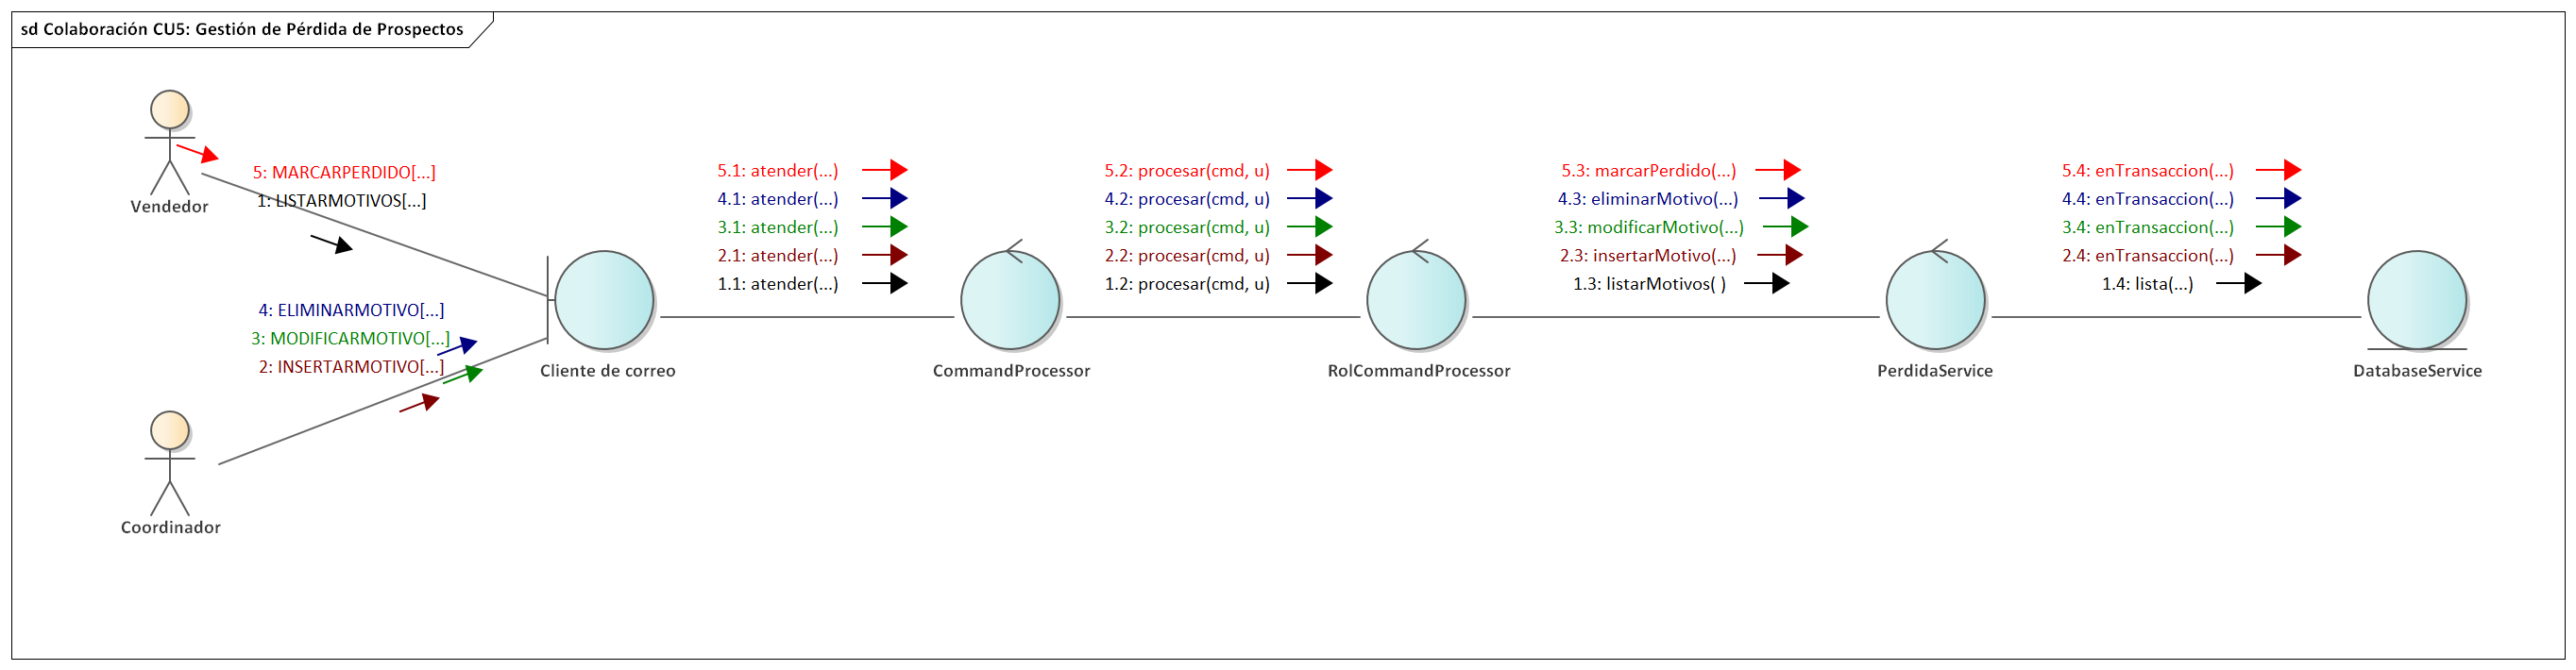 sd Colaboración CU5: Gestión de Pérdida de Prospectos
Vendedor
5: MARCARPERDIDO[...]
1: LISTARMOTIVOS[...]
4: ELIMINARMOTIVO[...]
3: MODIFICARMOTIVO[...]
2: INSERTARMOTIVO[...]
Coordinador
Cliente de correo
5.1: atender(...)
4.1: atender(...)
3.1: atender(...)
2.1: atender(...)
1.1: atender(...)
CommandProcessor
5.2: procesar(cmd, u)
4.2: procesar(cmd, u)
3.2: procesar(cmd, u)
2.2: procesar(cmd, u)
1.2: procesar(cmd, u)
RolCommandProcessor
5.3: marcarPerdido(...)
4.3: eliminarMotivo(...)
3.3: modificarMotivo(...)
2.3: insertarMotivo(...)
1.3: listarMotivos( )
PerdidaService
5.4: enTransaccion(...)
4.4: enTransaccion(...)
3.4: enTransaccion(...)
2.4: enTransaccion(...)
1.4: lista(...)
DatabaseService